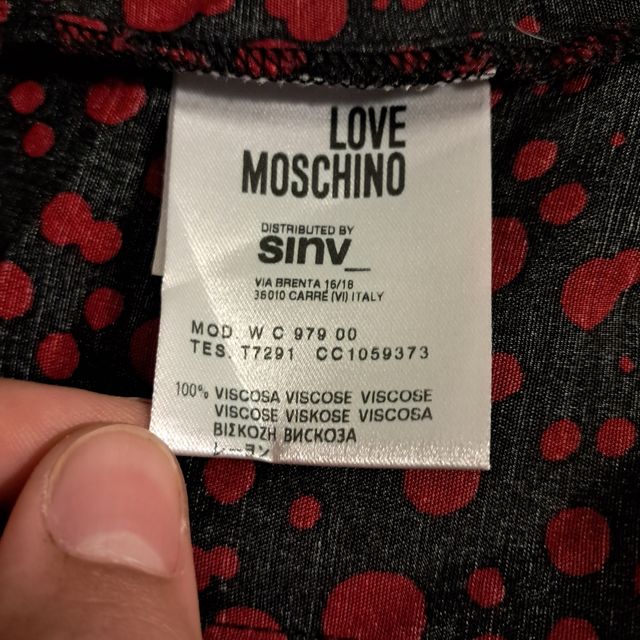 LOVE
MOSCHINO
DISTRIBUTED BY
sinv_
VIA BRENTA 16/18
36010 CARRÈ (VI) ITALY
MOD. W C 979 00
TES. T7291 CC1059373
100% VISCOSA VISCOSE VISCOSE
VISCOSE VISKOSE VISCOSA
ΒΙΣΚΟΖΗ ВИСКОЗА